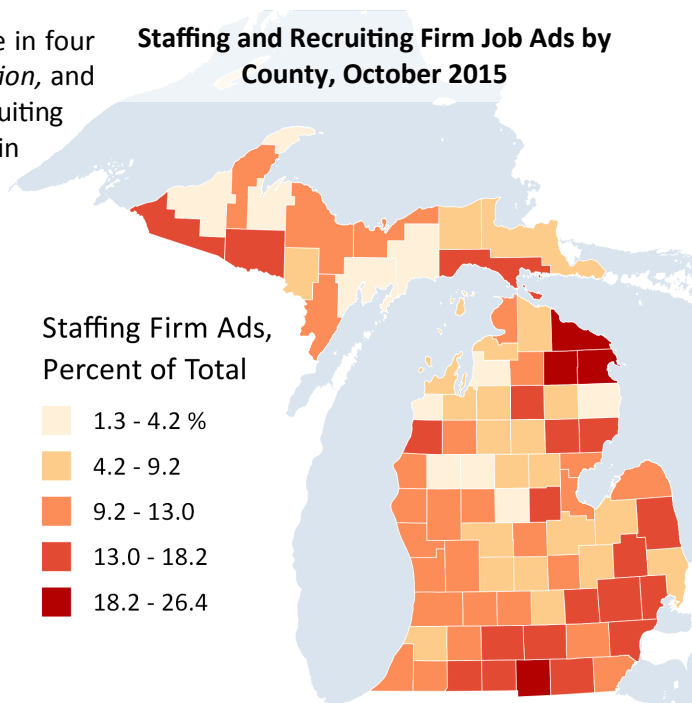 e in four
tion, and
ruiting
in
Staffing and Recruiting Firm Job Ads by
County, October 2015
Staffing Firm Ads,
Percent of Total
1.3 - 4.2 %
4.2 - 9.2
9.2 - 13.0
13.0 - 18.2
18.2 - 26.4